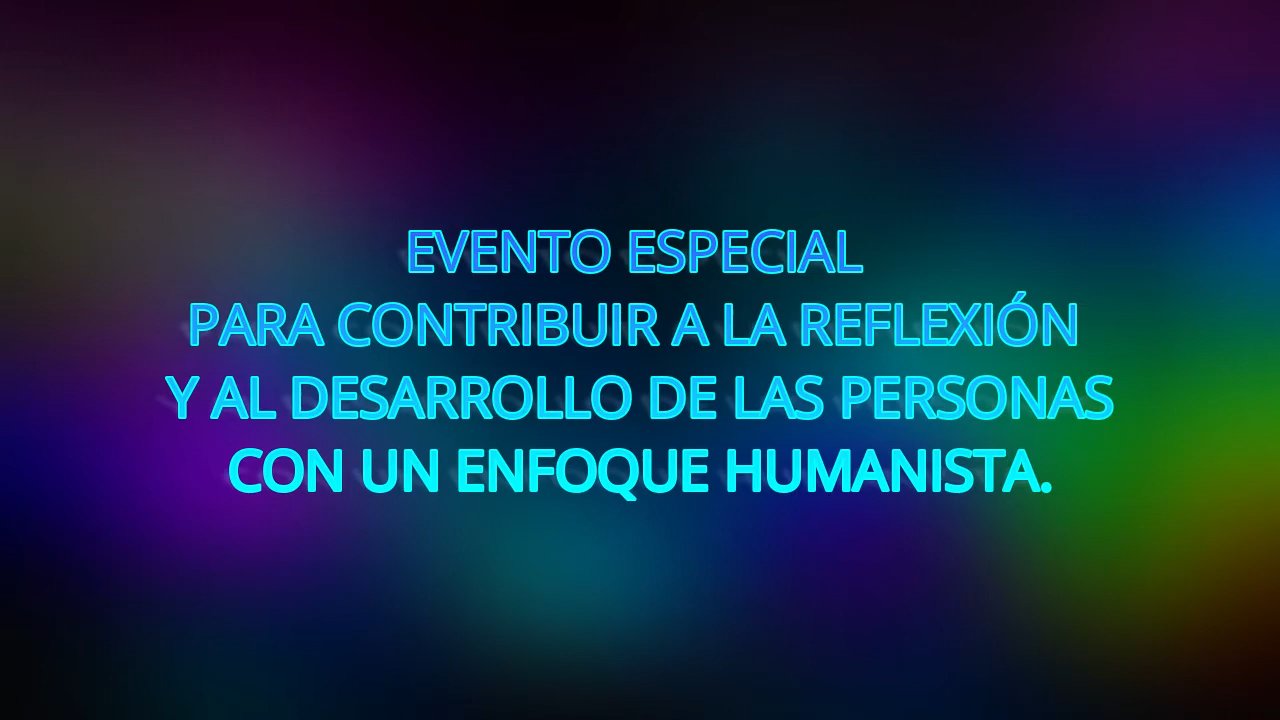 EVENTO ESPECIAL
PARA CONTRIBUIR A LA REFLEXIÓN
Y AL DESARROLLO DE LAS PERSONAS
CON UN ENFOQUE HUMANISTA.